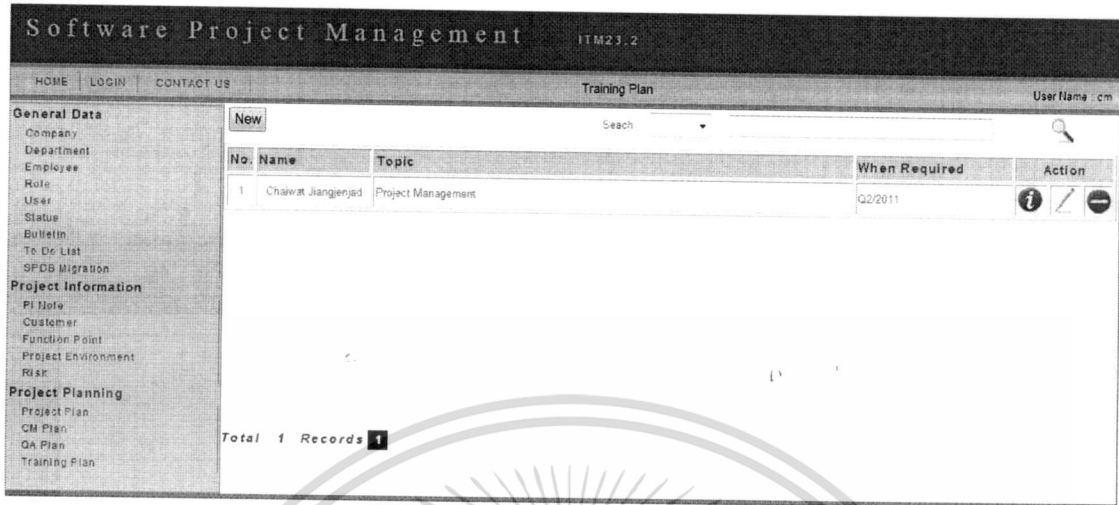 Software Project Management ITM23.2
HOME LOGIN CONTACT US Training Plan User Name : cm
General Data
Company
Department
Employee
Role
User
Status
Bulletin
To Do List
SPDB Migration
Project Information
PI Note
Customer
Function Point
Project Environment
Risk
Project Planning
Project Plan
CM Plan
QA Plan
Training Plan
New Seach
No. Name Topic When Required Action
1 Chaiwat Jiangjenjad Project Management Q2/2011
Total 1 Records 1